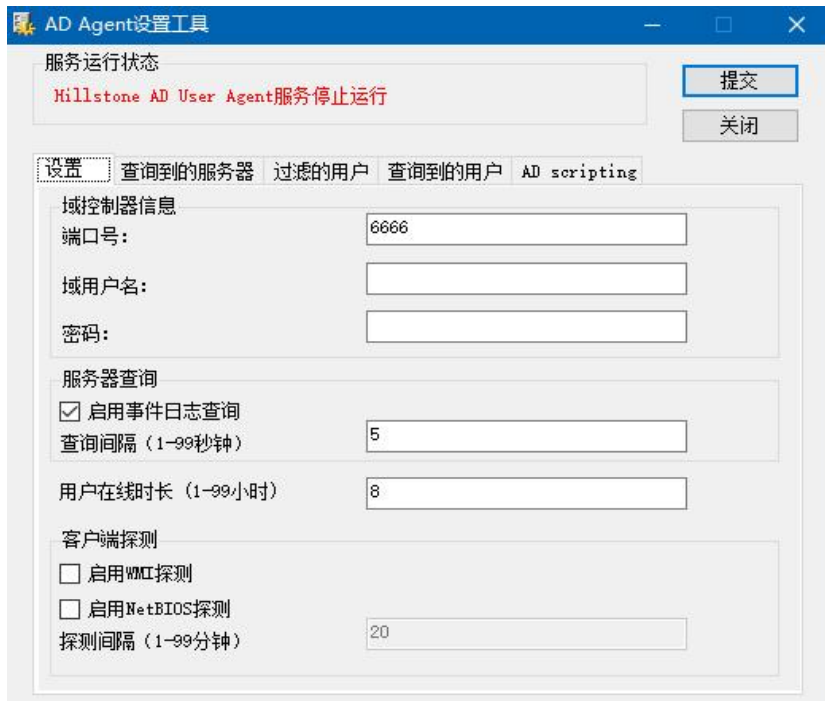 AD Agent设置工具
服务运行状态
Hillstone AD User Agent服务停止运行
提交
关闭
设置 查询到的服务器 过滤的用户 查询到的用户 AD scripting
域控制器信息
端口号: 6666
域用户名:
密码:
服务器查询
启用事件日志查询
查询间隔（1-99秒钟） 5
用户在线时长（1-99小时） 8
客户端探测
启用WMI探测
启用NetBIOS探测
探测间隔（1-99分钟） 20